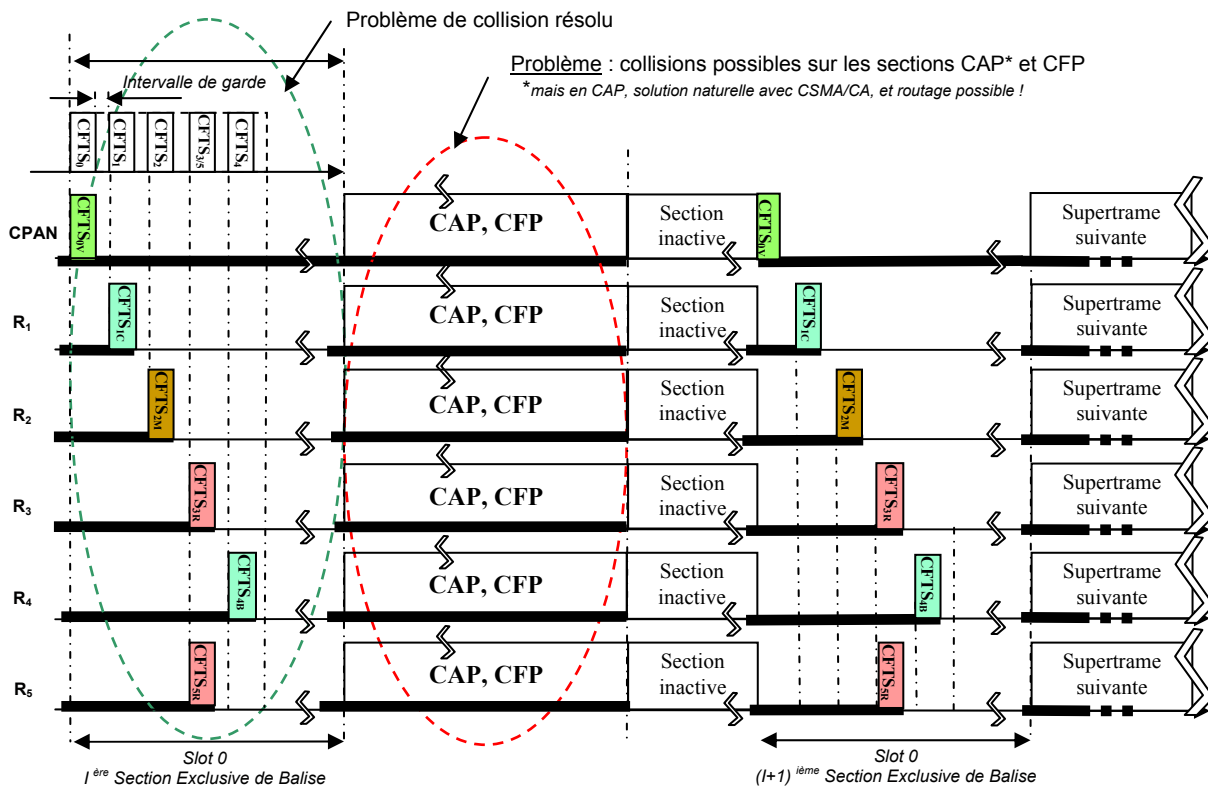 Problème de collision résolu
Problème : collisions possibles sur les sections CAP* et CFP
*mais en CAP, solution naturelle avec CSMA/CA, et routage possible !
Intervalle de garde
CFTS0
CFTS1
CFTS2
CFTS3/5
CFTS4
CPAN
CFTS0V
CAP, CFP
Section
inactive
CFTS0V
Supertrame
suivante
R1
CFTS1C
CAP, CFP
Section
inactive
CFTS1C
Supertrame
suivante
R2
CFTS2M
CAP, CFP
Section
inactive
CFTS2M
Supertrame
suivante
R3
CFTS3R
CAP, CFP
Section
inactive
CFTS3R
Supertrame
suivante
R4
CFTS4B
CAP, CFP
Section
inactive
CFTS4B
Supertrame
suivante
R5
CFTS5R
CAP, CFP
Section
inactive
CFTS5R
Supertrame
suivante
Slot 0
I ère Section Exclusive de Balise
Slot 0
(I+1) ième Section Exclusive de Balise